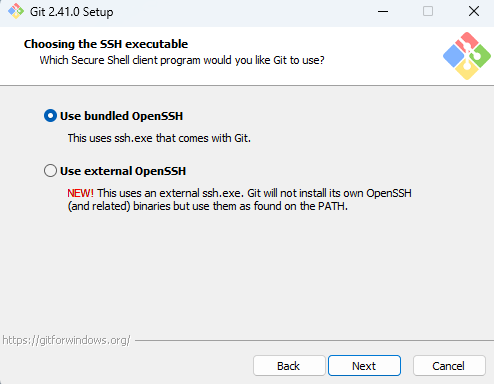 Git 2.41.0 Setup
Choosing the SSH executable
Which Secure Shell client program would you like Git to use?
Use bundled OpenSSH
This uses ssh.exe that comes with Git.
Use external OpenSSH
NEW! This uses an external ssh.exe. Git will not install its own OpenSSH
(and related) binaries but use them as found on the PATH.
https://gitforwindows.org/
Back Next Cancel